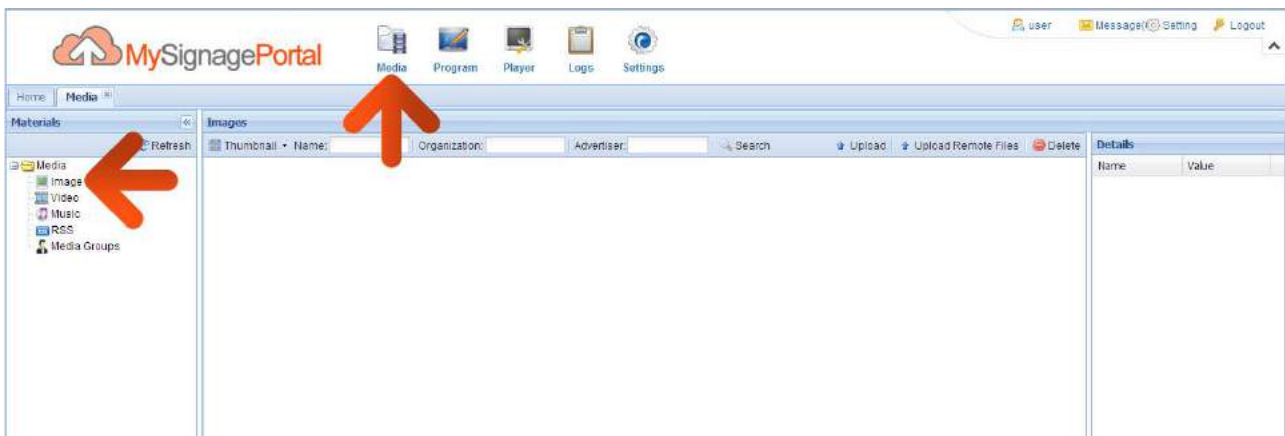 MySignagePortal
Media Program Player Logs Settings
user Message( Setting Logout
Home Media
Materials
Refresh
Media
Image
Video
Music
RSS
Media Groups
Images
Thumbnail Name: Organization: Advertiser: Search Upload Upload Remote Files Delete
Details
Name Value